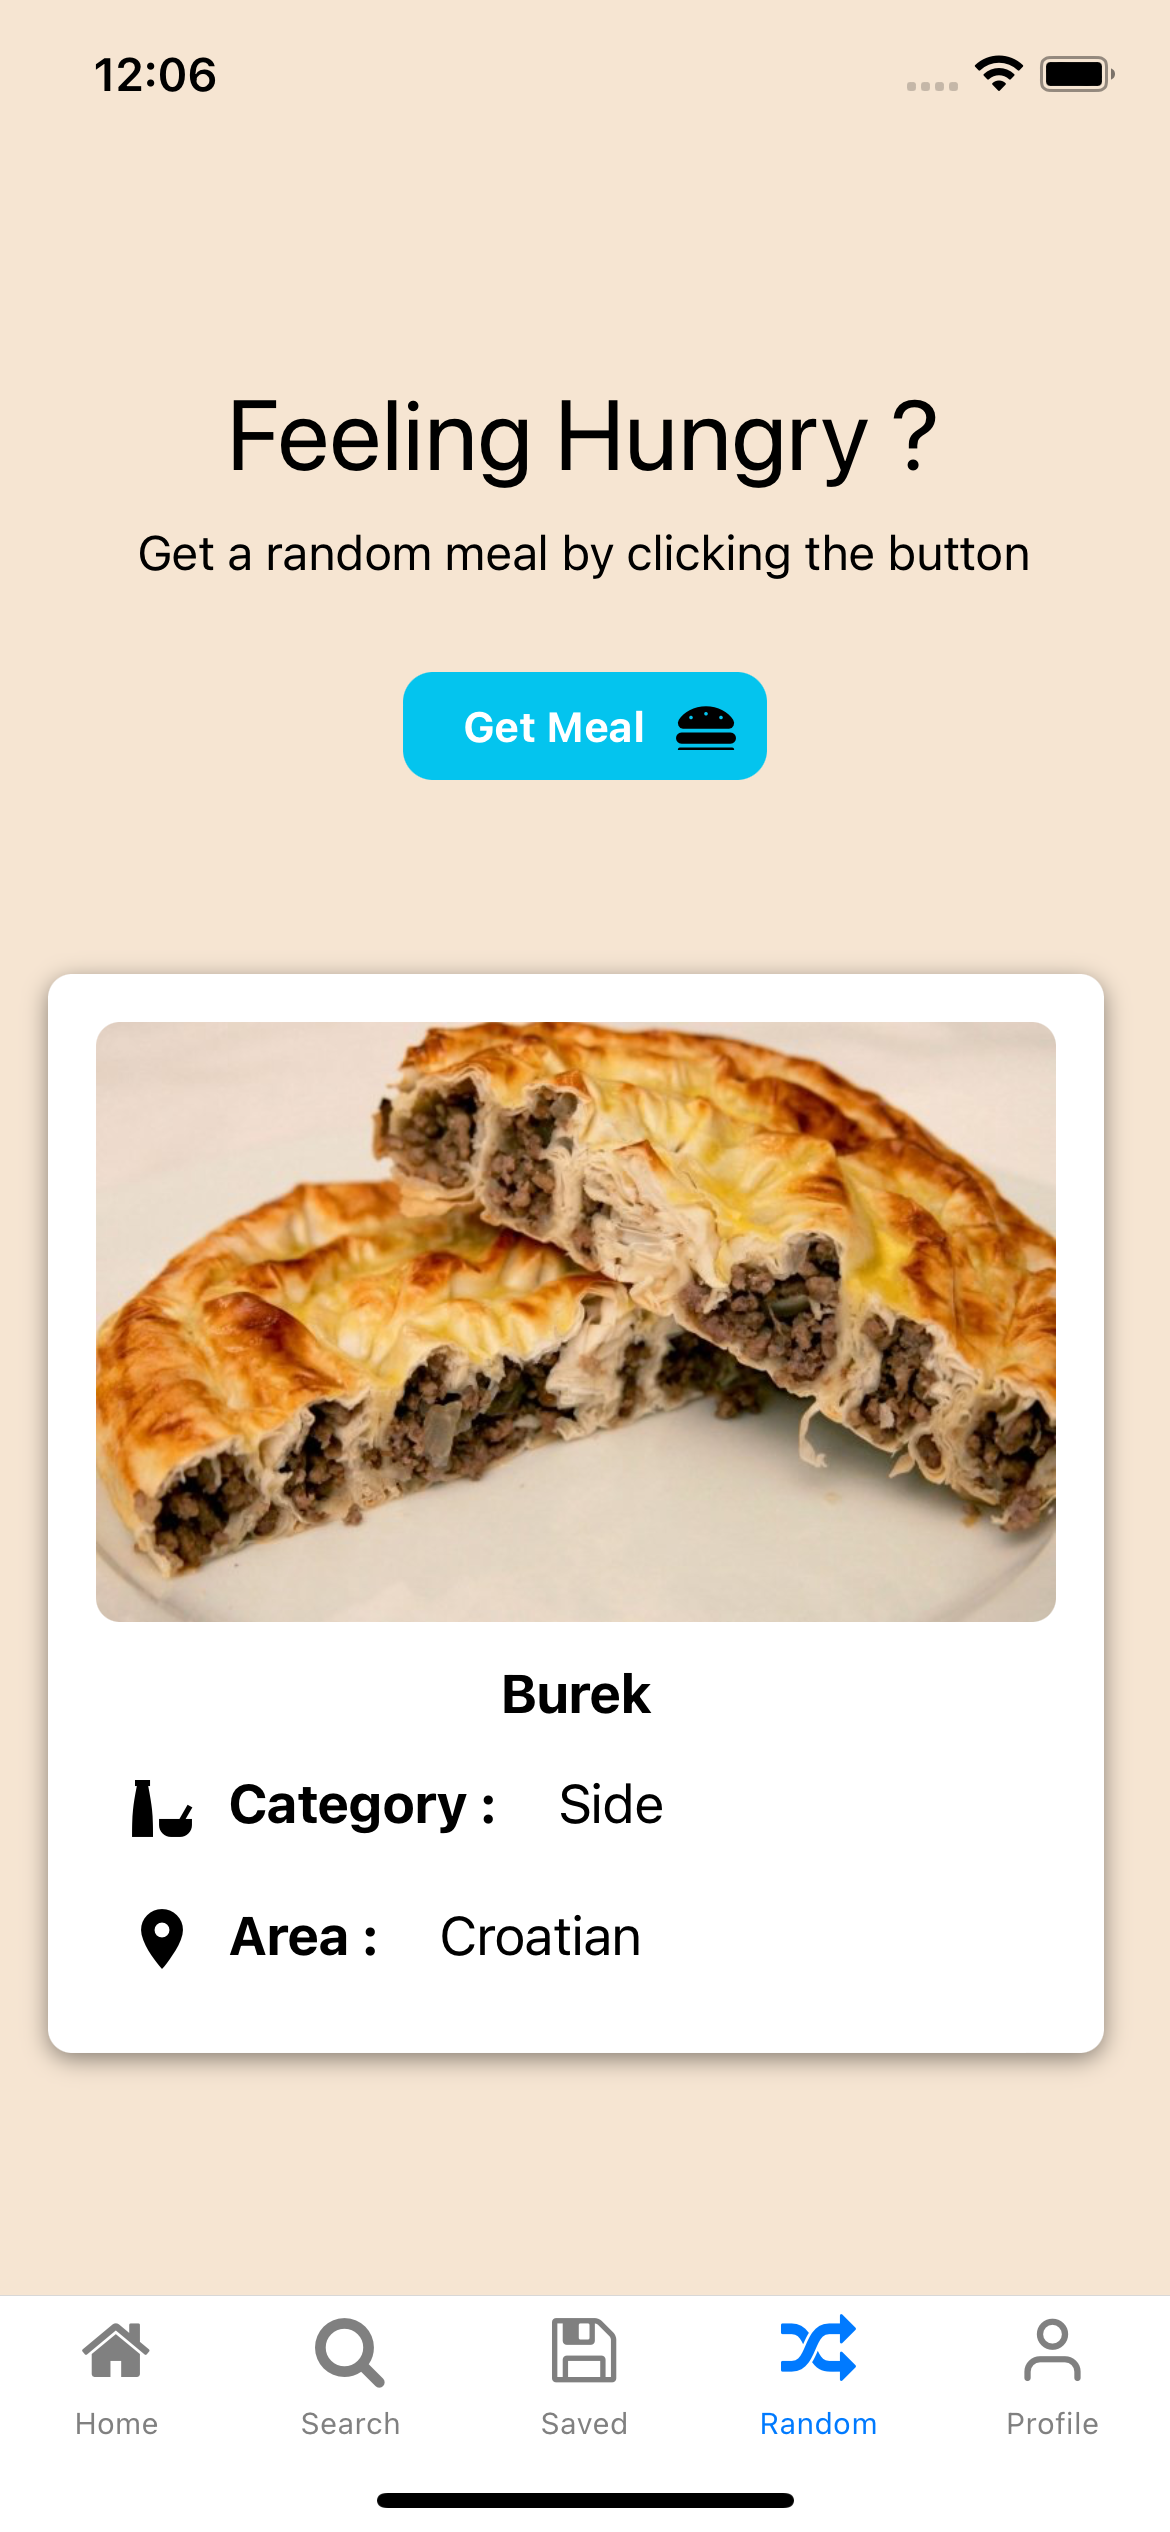 12:06
Feeling Hungry ?
Get a random meal by clicking the button
Get Meal
Burek
Category : Side
Area : Croatian
Home Search Saved Random Profile